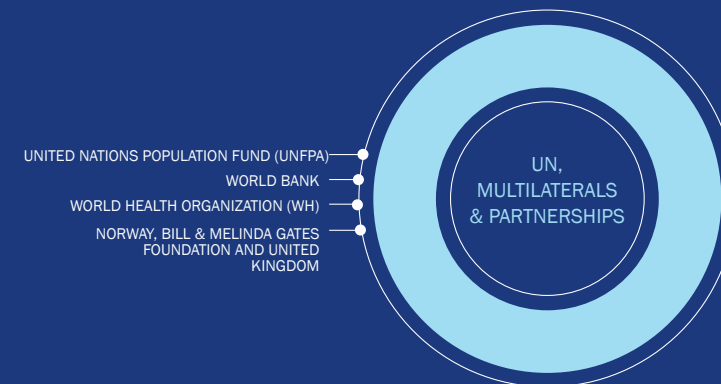 UNITED NATIONS POPULATION FUND (UNFPA)
WORLD BANK
WORLD HEALTH ORGANIZATION (WH)
NORWAY, BILL & MELINDA GATES
FOUNDATION AND UNITED
KINGDOM
UN,
MULTILATERALS
& PARTNERSHIPS